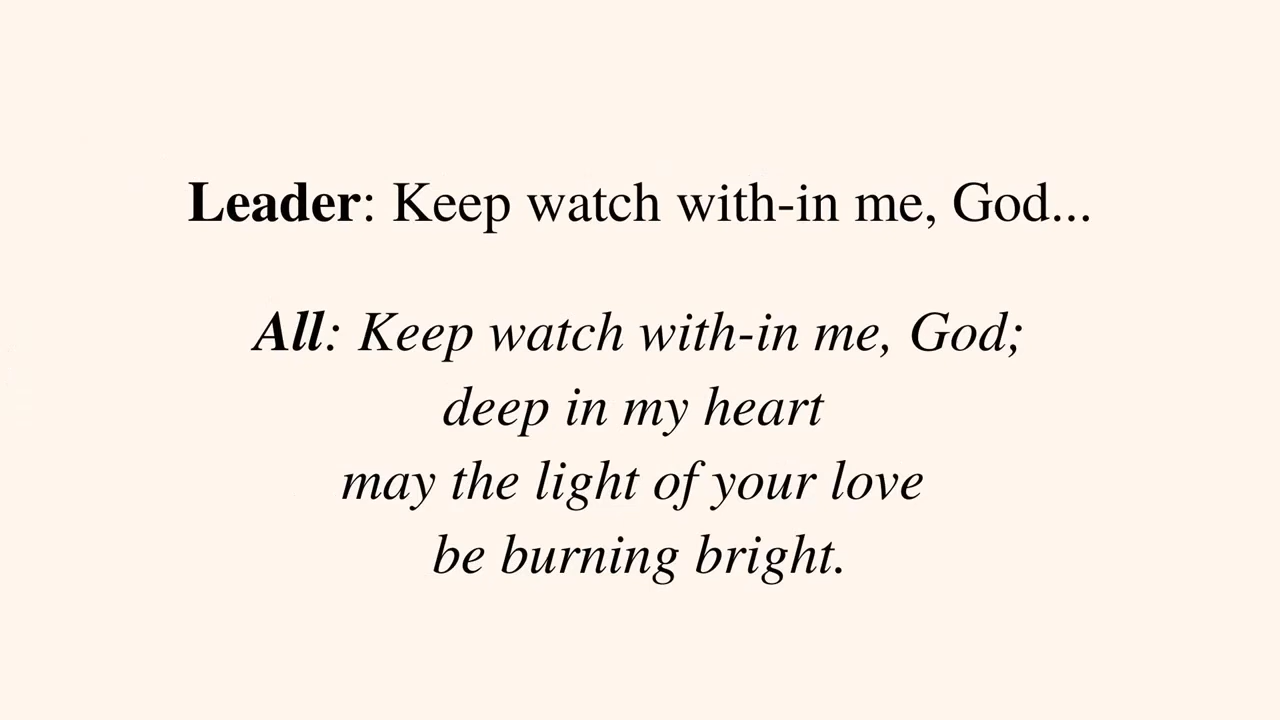 Leader: Keep watch with-in me, God...
All: Keep watch with-in me, God;
deep in my heart
may the light of your love
be burning bright.